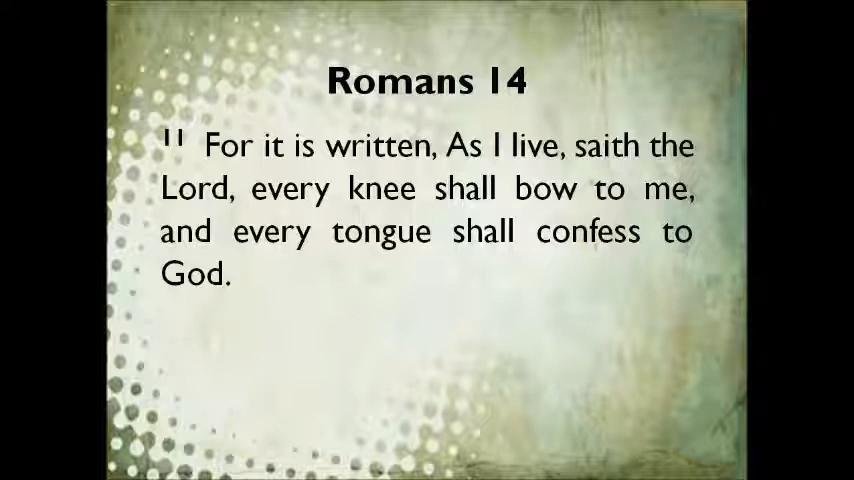 Romans 14
11 For it is written, As I live, saith the
Lord, every knee shall bow to me,
and every tongue shall confess to
God.